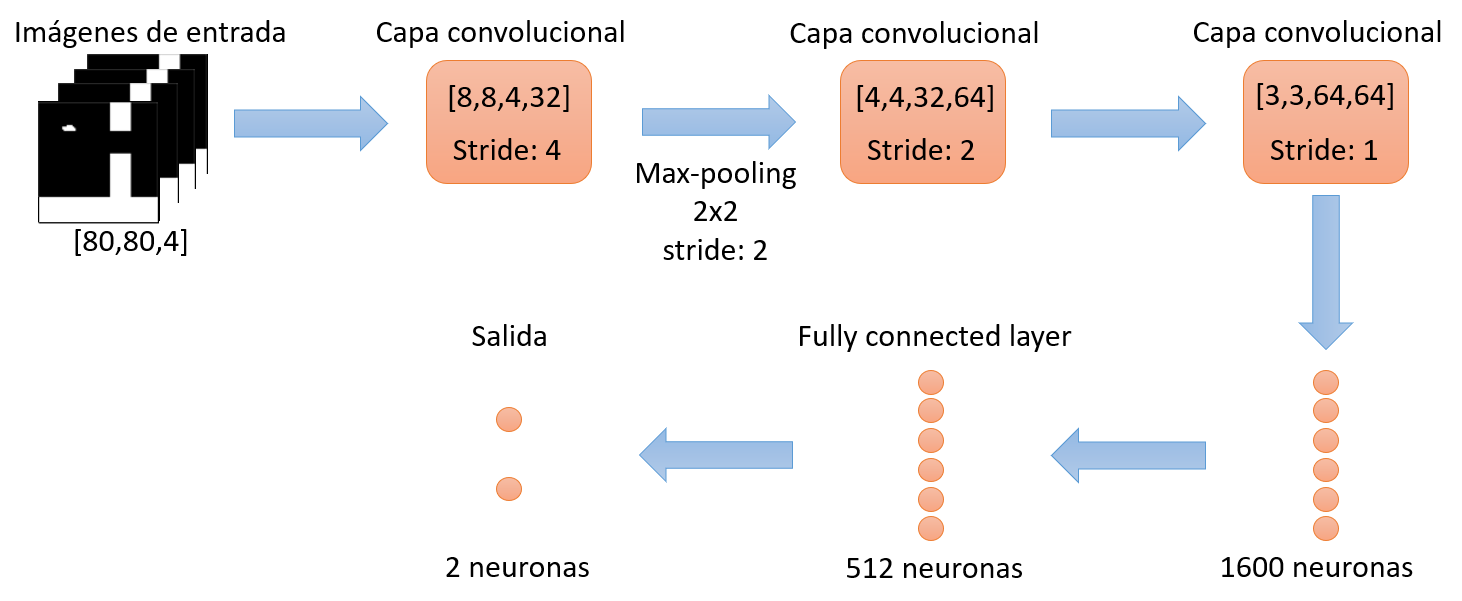 Imágenes de entrada
[80,80,4]
Capa convolucional
[8,8,4,32]
Stride: 4
Max-pooling
2x2
stride: 2
Capa convolucional
[4,4,32,64]
Stride: 2
Capa convolucional
[3,3,64,64]
Stride: 1
1600 neuronas
Fully connected layer
512 neuronas
Salida
2 neuronas